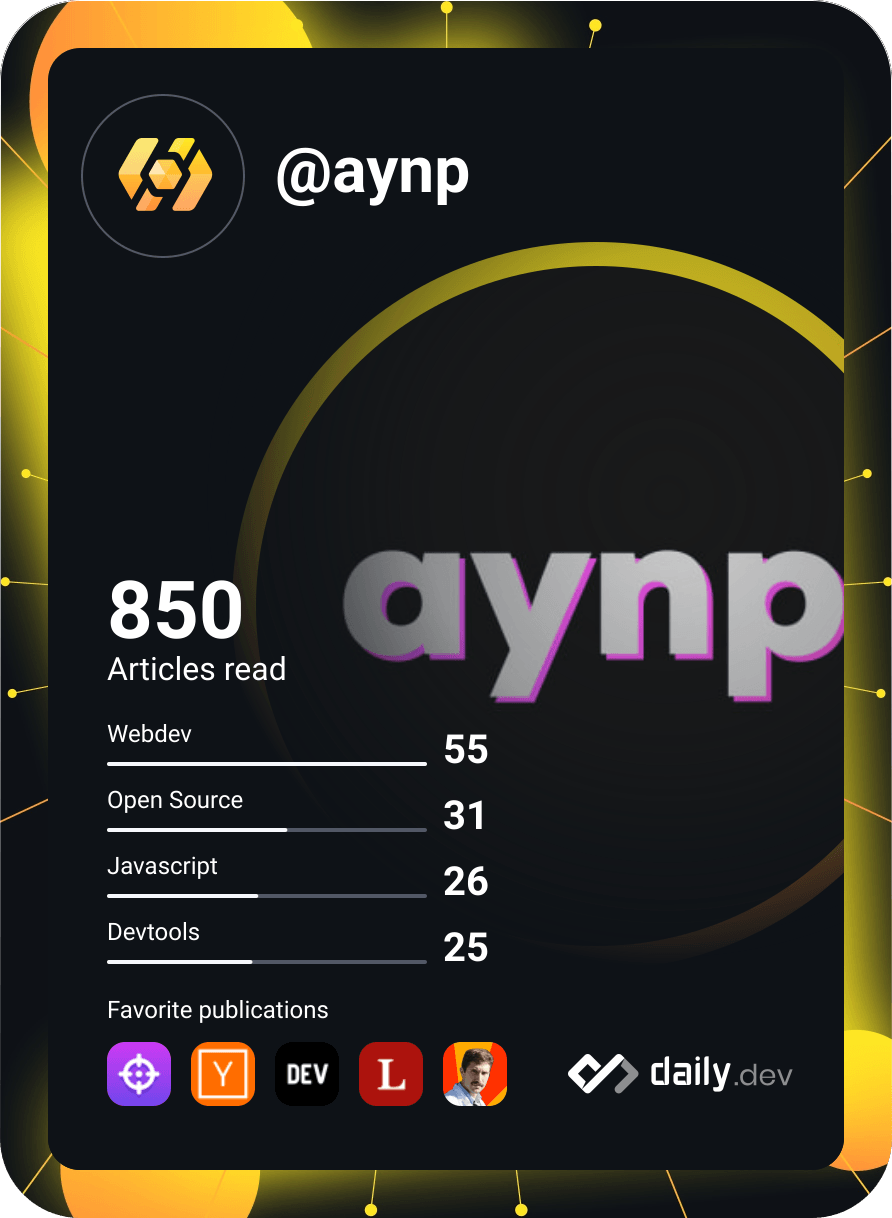 @aynp
aynp
850
Articles read
Webdev
55
Open Source
31
Javascript
26
Devtools
25
Favorite publications
Y
DEV
L
daily.dev